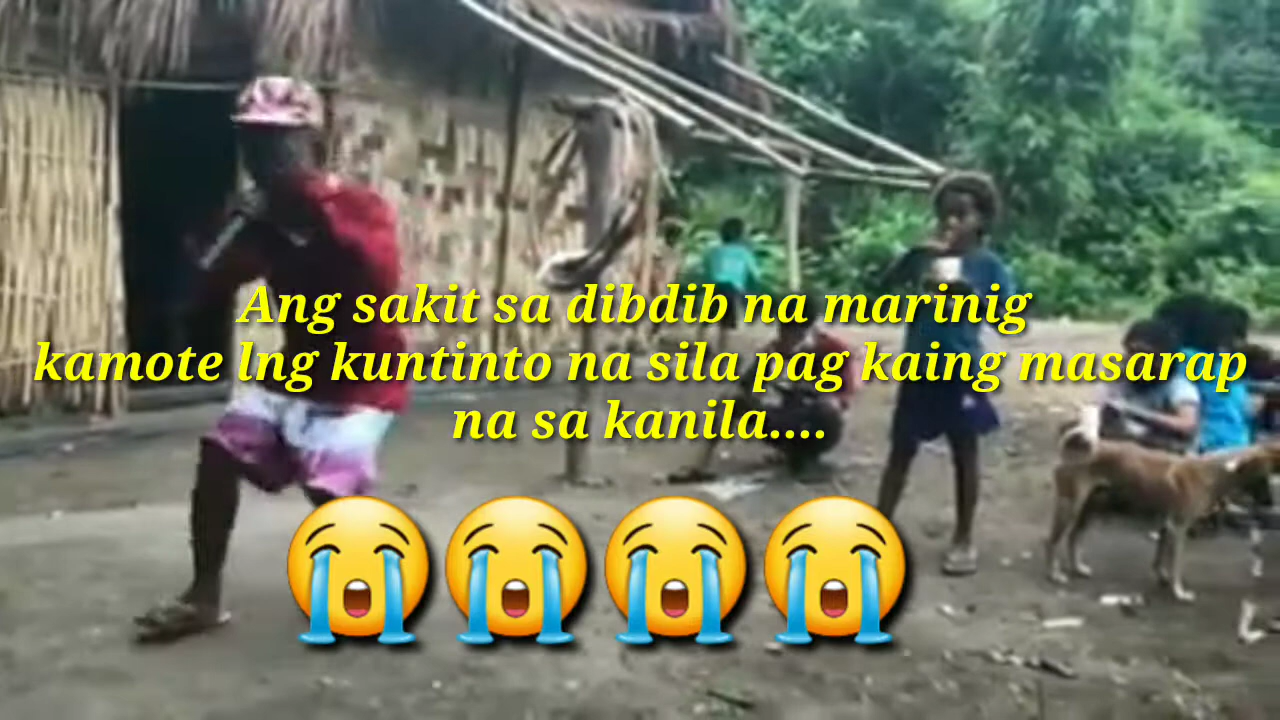 Ang sakit sa dibdib na marinig
kamote lng kuntinto na sila pag kaing masarap
na sa kanila....